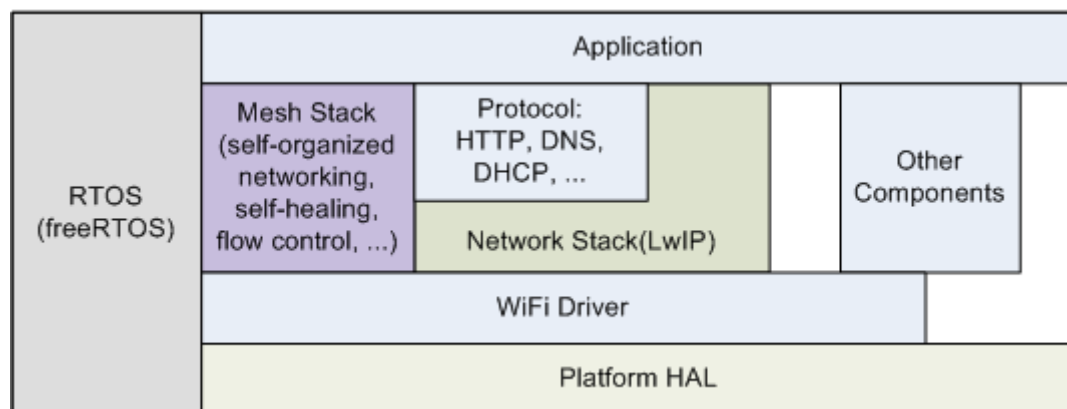 Application
RTOS
(freeRTOS)
Mesh Stack
(self-organized
networking,
self-healing,
flow control, ...)
Protocol:
HTTP, DNS,
DHCP, ...
Network Stack(LwIP)
Other
Components
WiFi Driver
Platform HAL